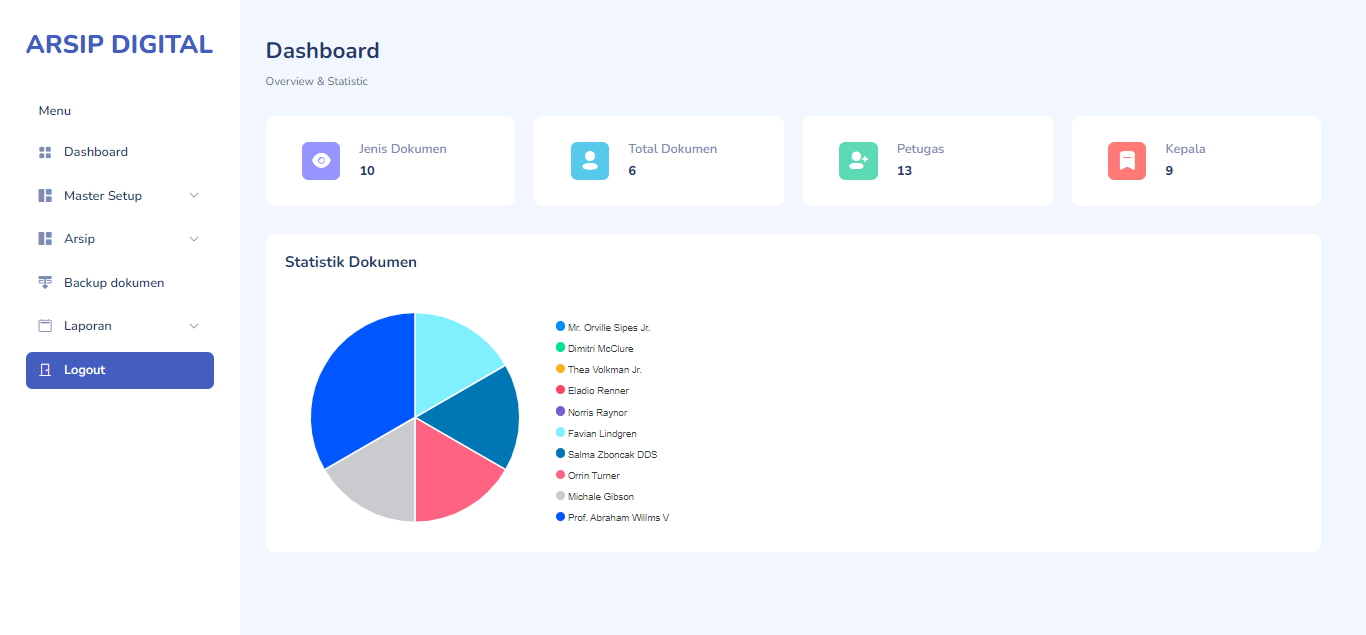 ARSIP DIGITAL
Menu
Dashboard
Master Setup
Arsip
Backup dokumen
Laporan
Logout
Dashboard
Overview & Statistic
Jenis Dokumen
10
Total Dokumen
6
Petugas
13
Kepala
9
Statistik Dokumen
Mr. Orville Sipes Jr.
Dimitri McClure
Thea Volkman Jr.
Eladio Renner
Norris Raynor
Favian Lindgren
Salma Zboncak DDS
Orrin Turner
Michale Gibson
Prof. Abraham Willms V